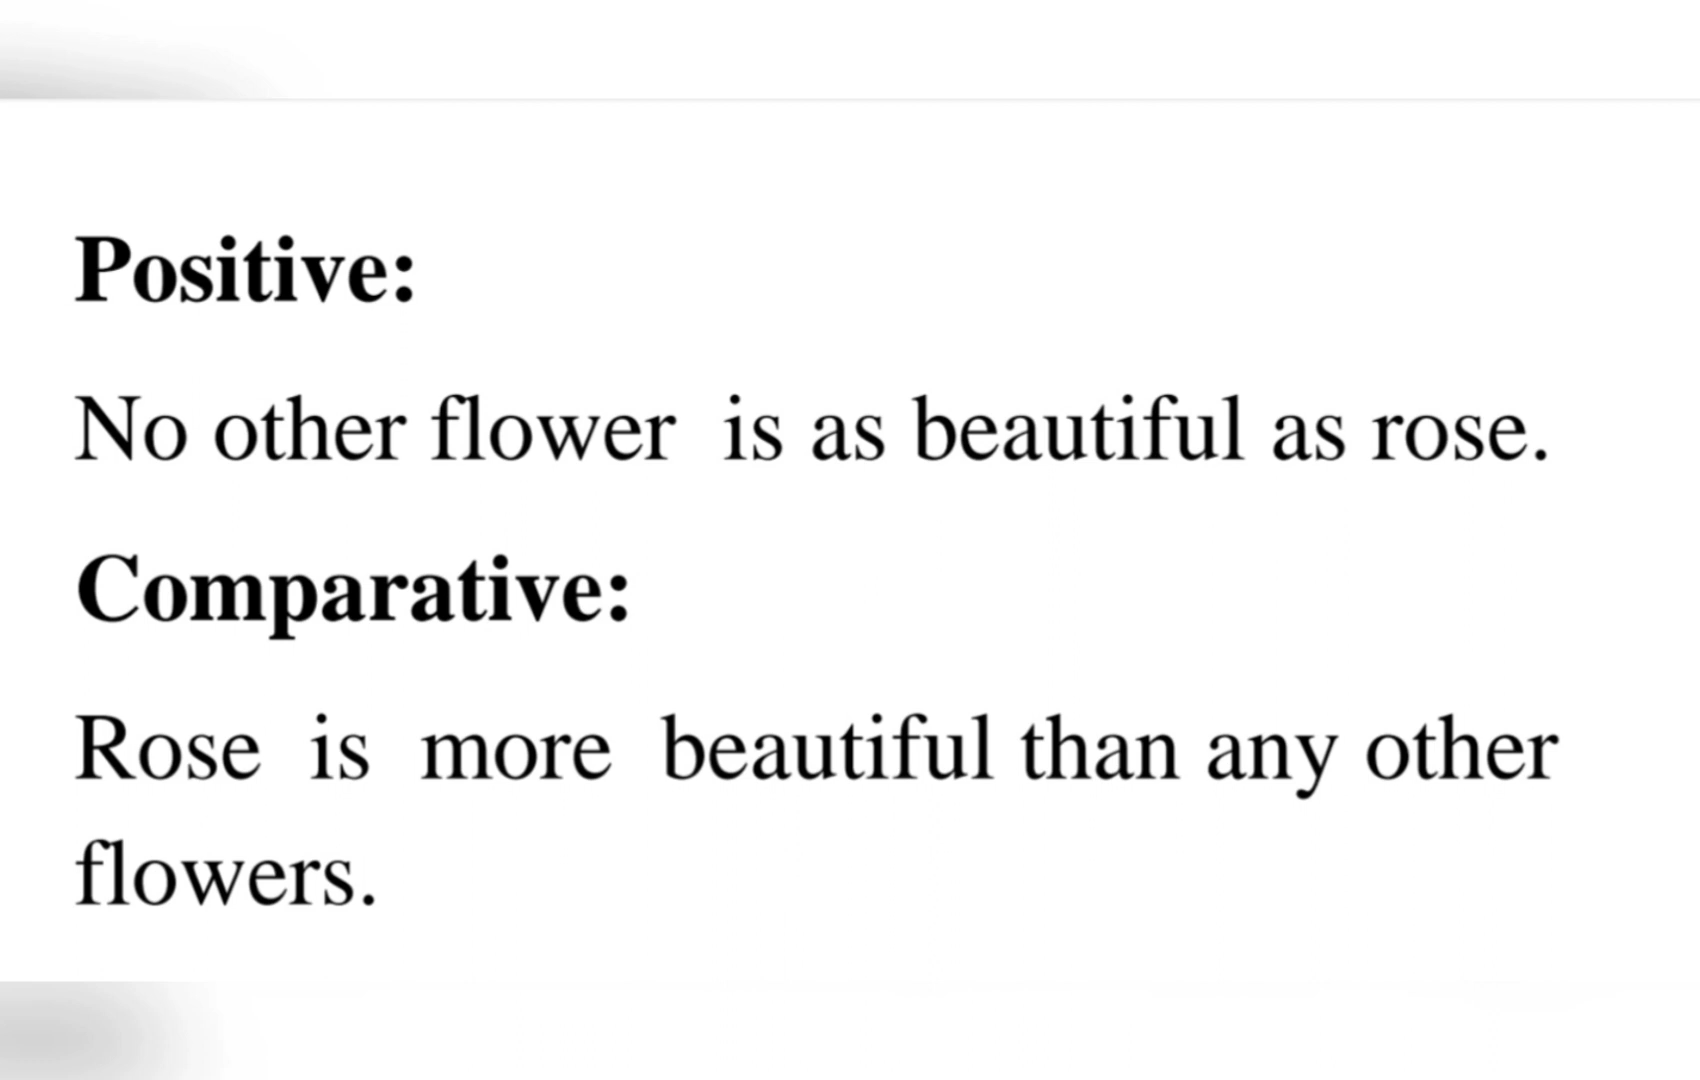 Positive:
No other flower is as beautiful as rose.
Comparative:
Rose is more beautiful than any other
flowers.